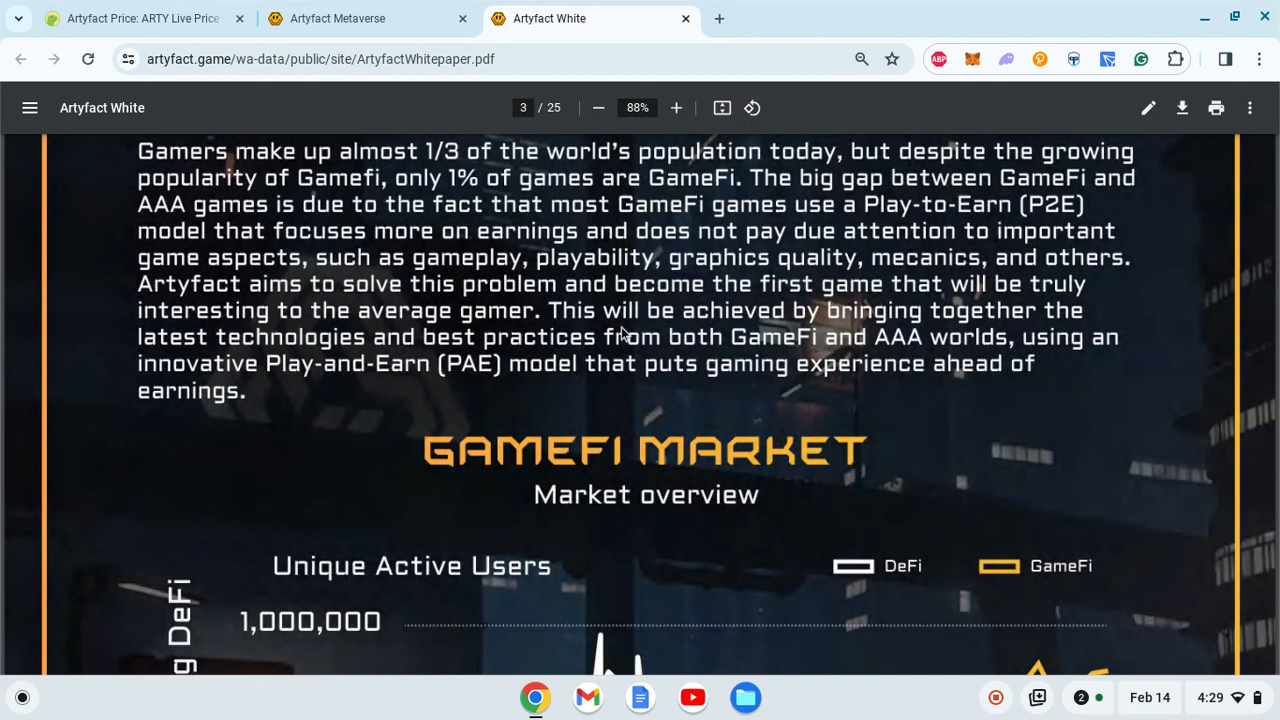 Artyfact Price: ARTY Live Price
Artyfact Metaverse
Artyfact White
artyfact.game/aa-data/public/site/ArtyfactWhitepaper.pdf
ABP
Artyfact White
3 / 25
88%
Gamers make up almost 1/3 of the world's population today, but despite the growing
popularity of Gamefi, only 1% of games are GameFi. The big gap between GameFi and
AAA games is due to the fact that most GameFi games use a Play-to-Earn (P2E)
model that focuses more on earnings and does not pay due attention to important
game aspects, such as gameplay, playability, graphics quality, mecanics, and others.
Artyfact aims to solve this problem and become the first game that will be truly
interesting to the average gamer. This will be achieved by bringing together the
latest technologies and best practices from both GameFi and AAA worlds, using an
innovative Play-and-Earn (PAE) model that puts gaming experience ahead of
earnings.
GAMEFI MARKET
Market overview
Unique Active Users
DeFi
GameFi
g DeFi
1,000,000
2
Feb 14
4:29